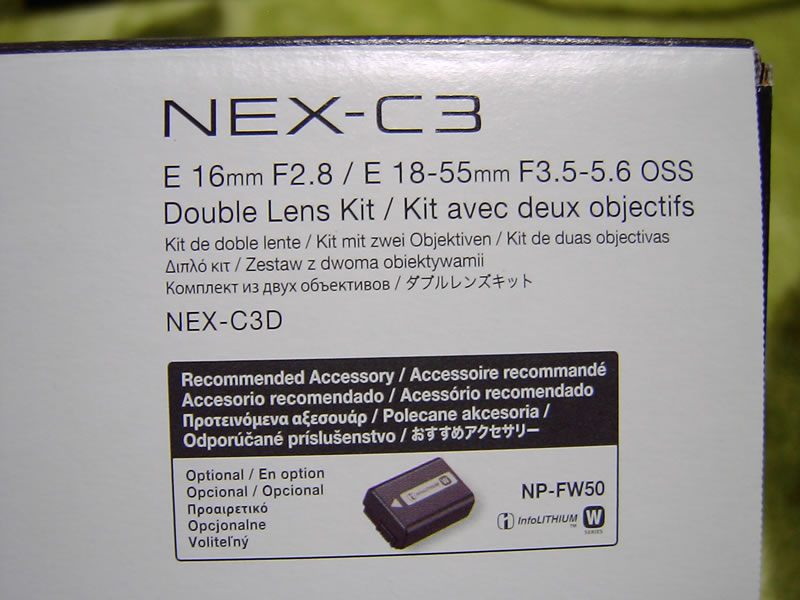 NEX-C3
E 16mm F2.8 / E 18-55mm F3.5-5.6 OSS
Double Lens Kit / Kit avec deux objectifs
Kit de doble lente / Kit mit zwei Objektiven / Kit de duas objectivas
Διπλό κιτ / Zestaw z dwoma obiektywamii
Комплект из двух объективов / ダブルレンズキット
NEX-C3D
Recommended Accessory / Accessoire recommandé
Accesorio recomendado / Acessório recomendado
Προτεινόμενα αξεσουάρ / Polecane akcesoria /
Odporúčané príslušenstvo / おすすめアクセサリー
Optional / En option
Opcional / Opcional
Προαιρετικό
Opcjonalne
Voliteľný
InfoLITHIUM
NP-FW50
InfoLITHIUM TM W SERIES